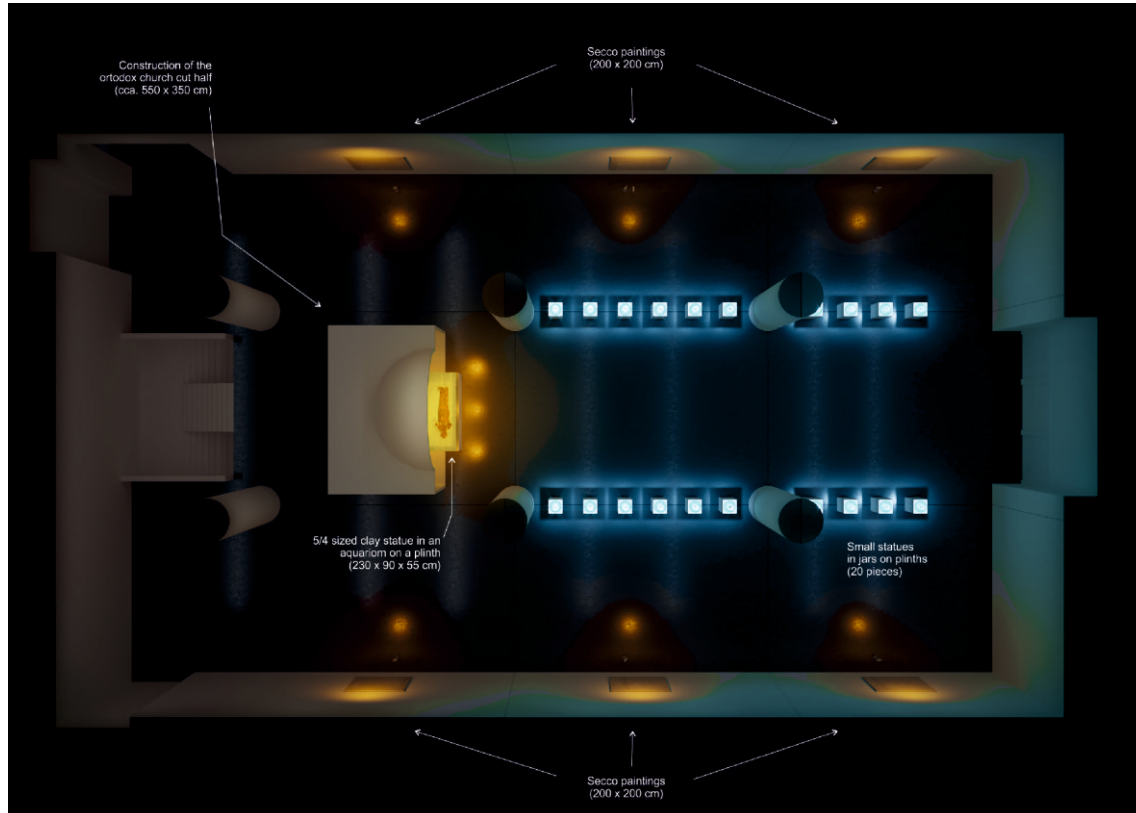 Secco paintings
(200 x 200 cm)
Construction of the
ortodox church cut half
(cca. 550 x 350 cm)
5/4 sized clay statue in an
aquariom on a plinth
(230 x 90 x 55 cm)
Small statues
in jars on plinths
(20 pieces)
Secco paintings
(200 x 200 cm)